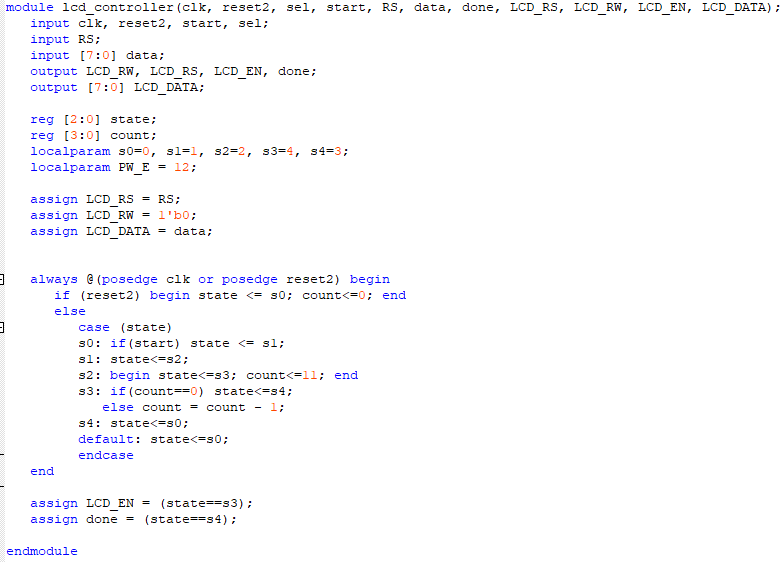 module lcd_controller(clk, reset2, sel, start, RS, data, done, LCD_RS, LCD_RW, LCD_EN, LCD_DATA);
input clk, reset2, start, sel;
input RS;
input [7:0] data;
output LCD_RW, LCD_RS, LCD_EN, done;
output [7:0] LCD_DATA;
reg [2:0] state;
reg [3:0] count;
localparam s0=0, s1=1, s2=2, s3=4, s4=3;
localparam PW_E = 12;
assign LCD_RS = RS;
assign LCD_RW = 1'b0;
assign LCD_DATA = data;
always @(posedge clk or posedge reset2) begin
if (reset2) begin state <= s0; count<=0; end
else
case (state)
s0: if(start) state <= s1;
s1: state<=s2;
s2: begin state<=s3; count<=11; end
s3: if(count==0) state<=s4;
else count = count - 1;
s4: state<=s0;
default: state<=s0;
endcase
end
assign LCD_EN = (state==s3);
assign done = (state==s4);
endmodule